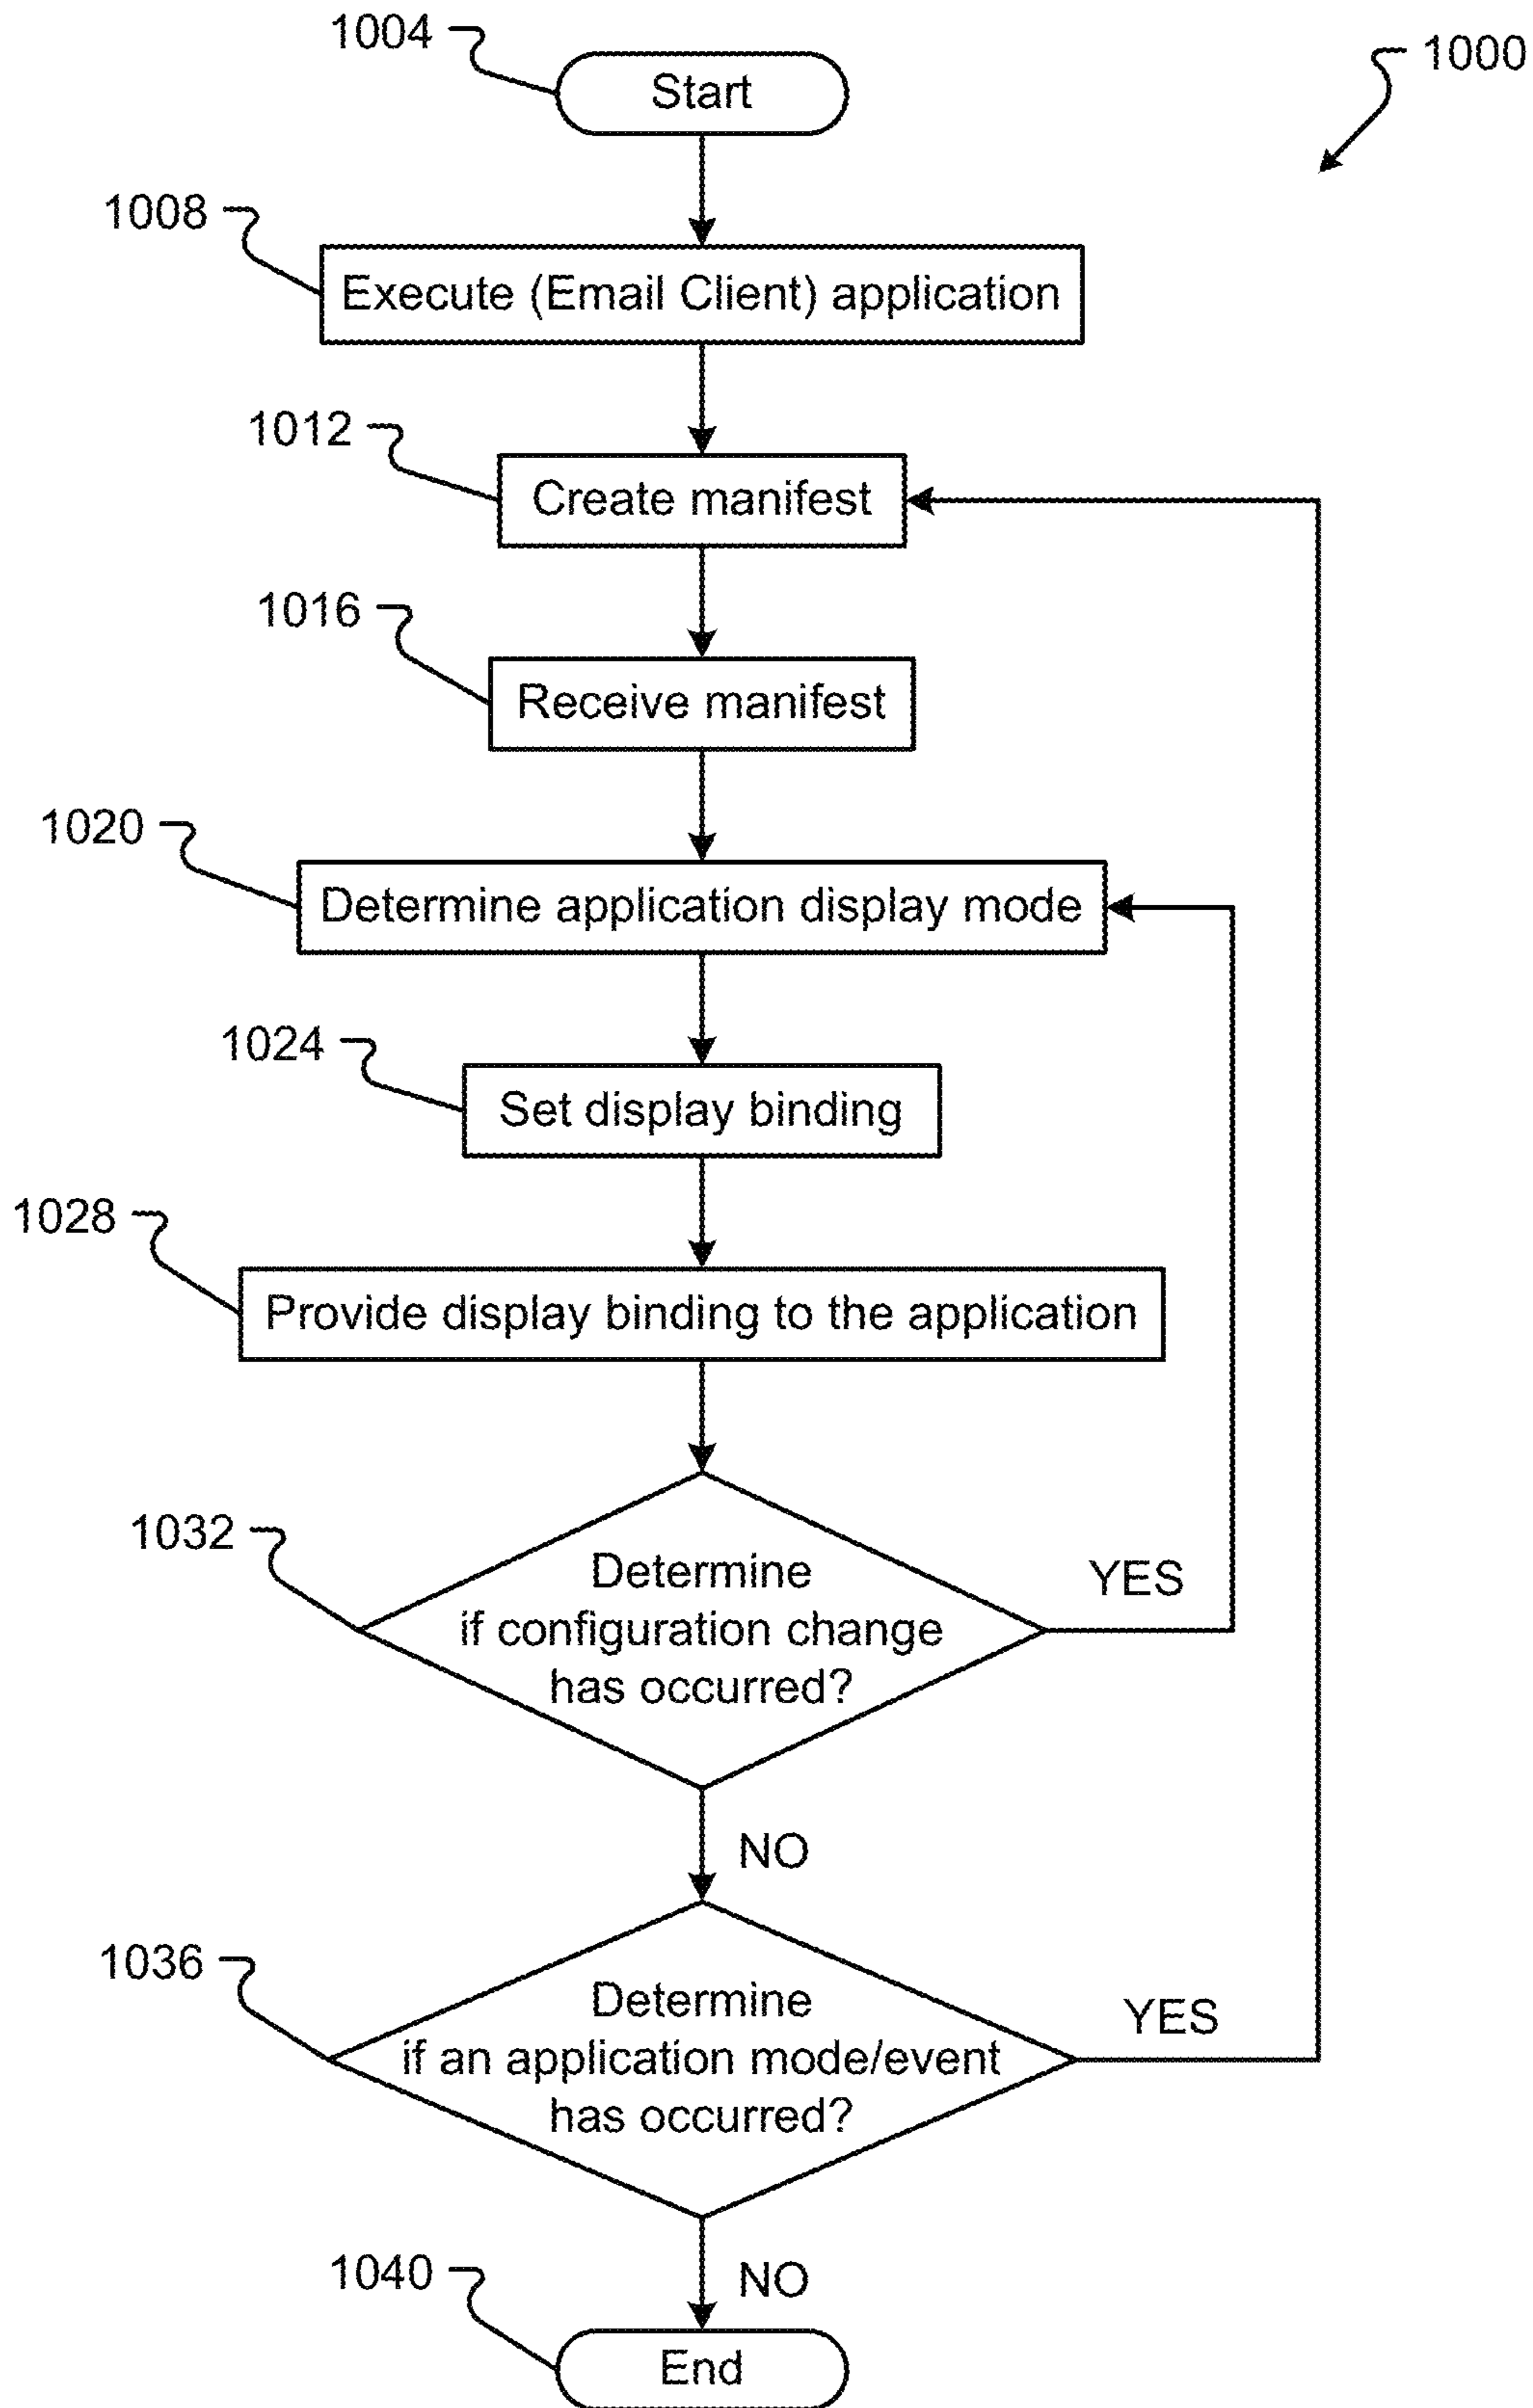 1004
Start
1000
1008
Execute (Email Client) application
1012
Create manifest
1016
Receive manifest
1020
Determine application display mode
1024
Set display binding
1028
Provide display binding to the application
1032
Determine
if configuration change
has occurred?
YES
NO
1036
Determine
if an application mode/event
has occurred?
YES
NO
1040
End